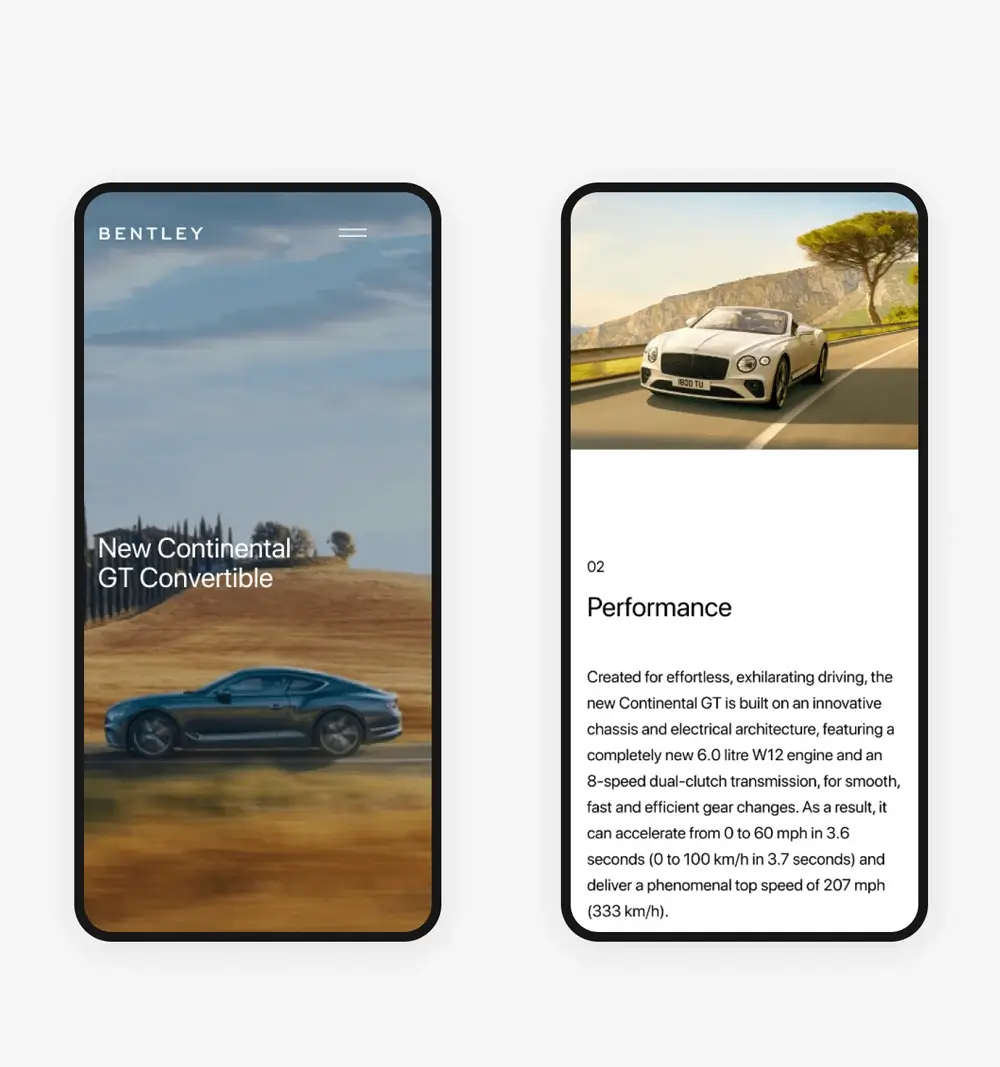 BENTLEY
New Continental
GT Convertible
1800 TU
02
Performance
Created for effortless, exhilarating driving, the
new Continental GT is built on an innovative
chassis and electrical architecture, featuring a
completely new 6.0 litre W12 engine and an
8-speed dual-clutch transmission, for smooth,
fast and efficient gear changes. As a result, it
can accelerate from 0 to 60 mph in 3.6
seconds (0 to 100 km/h in 3.7 seconds) and
deliver a phenomenal top speed of 207 mph
(333 km/h).